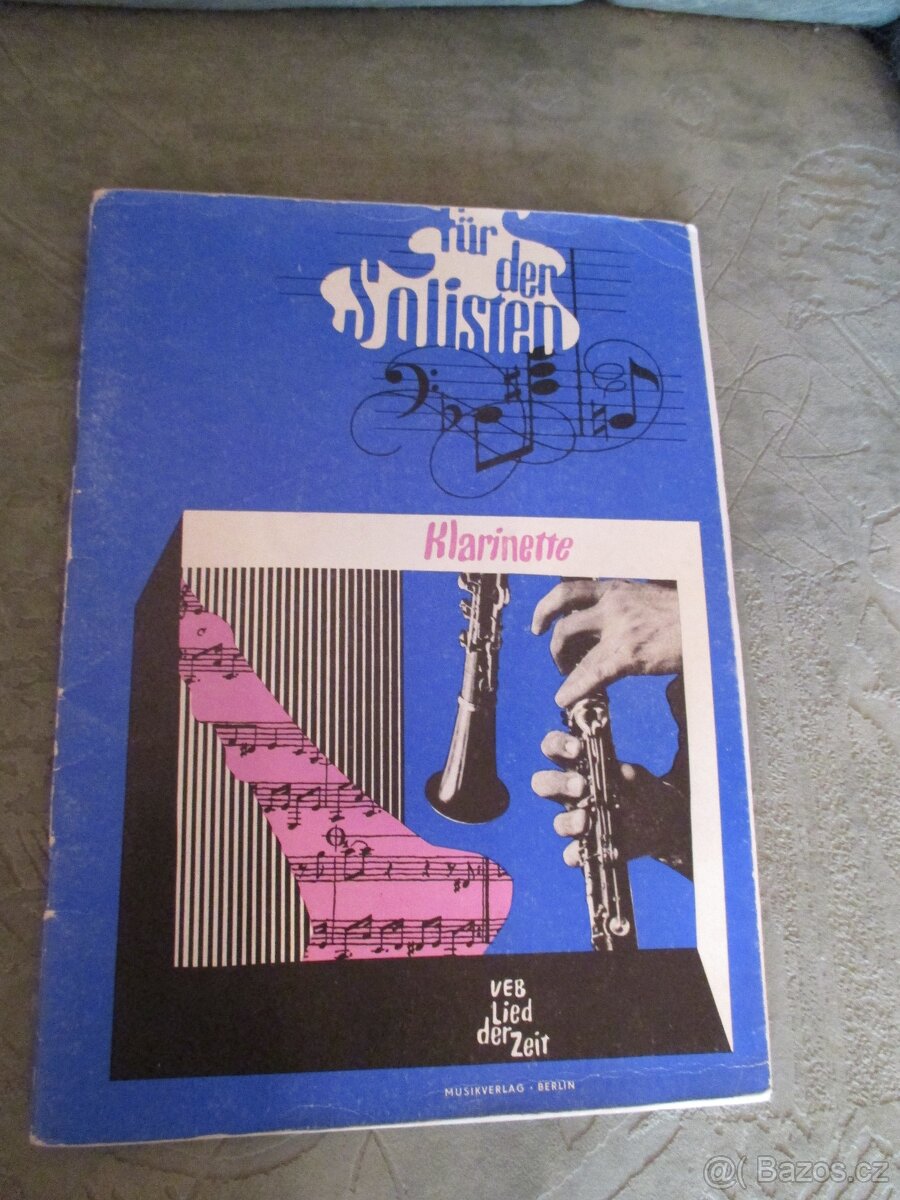 für
der
Solisten
Klarinette
VEB
Lied
der Zeit
MUSIKVERLAG · BERLIN
@( Bazos.cz